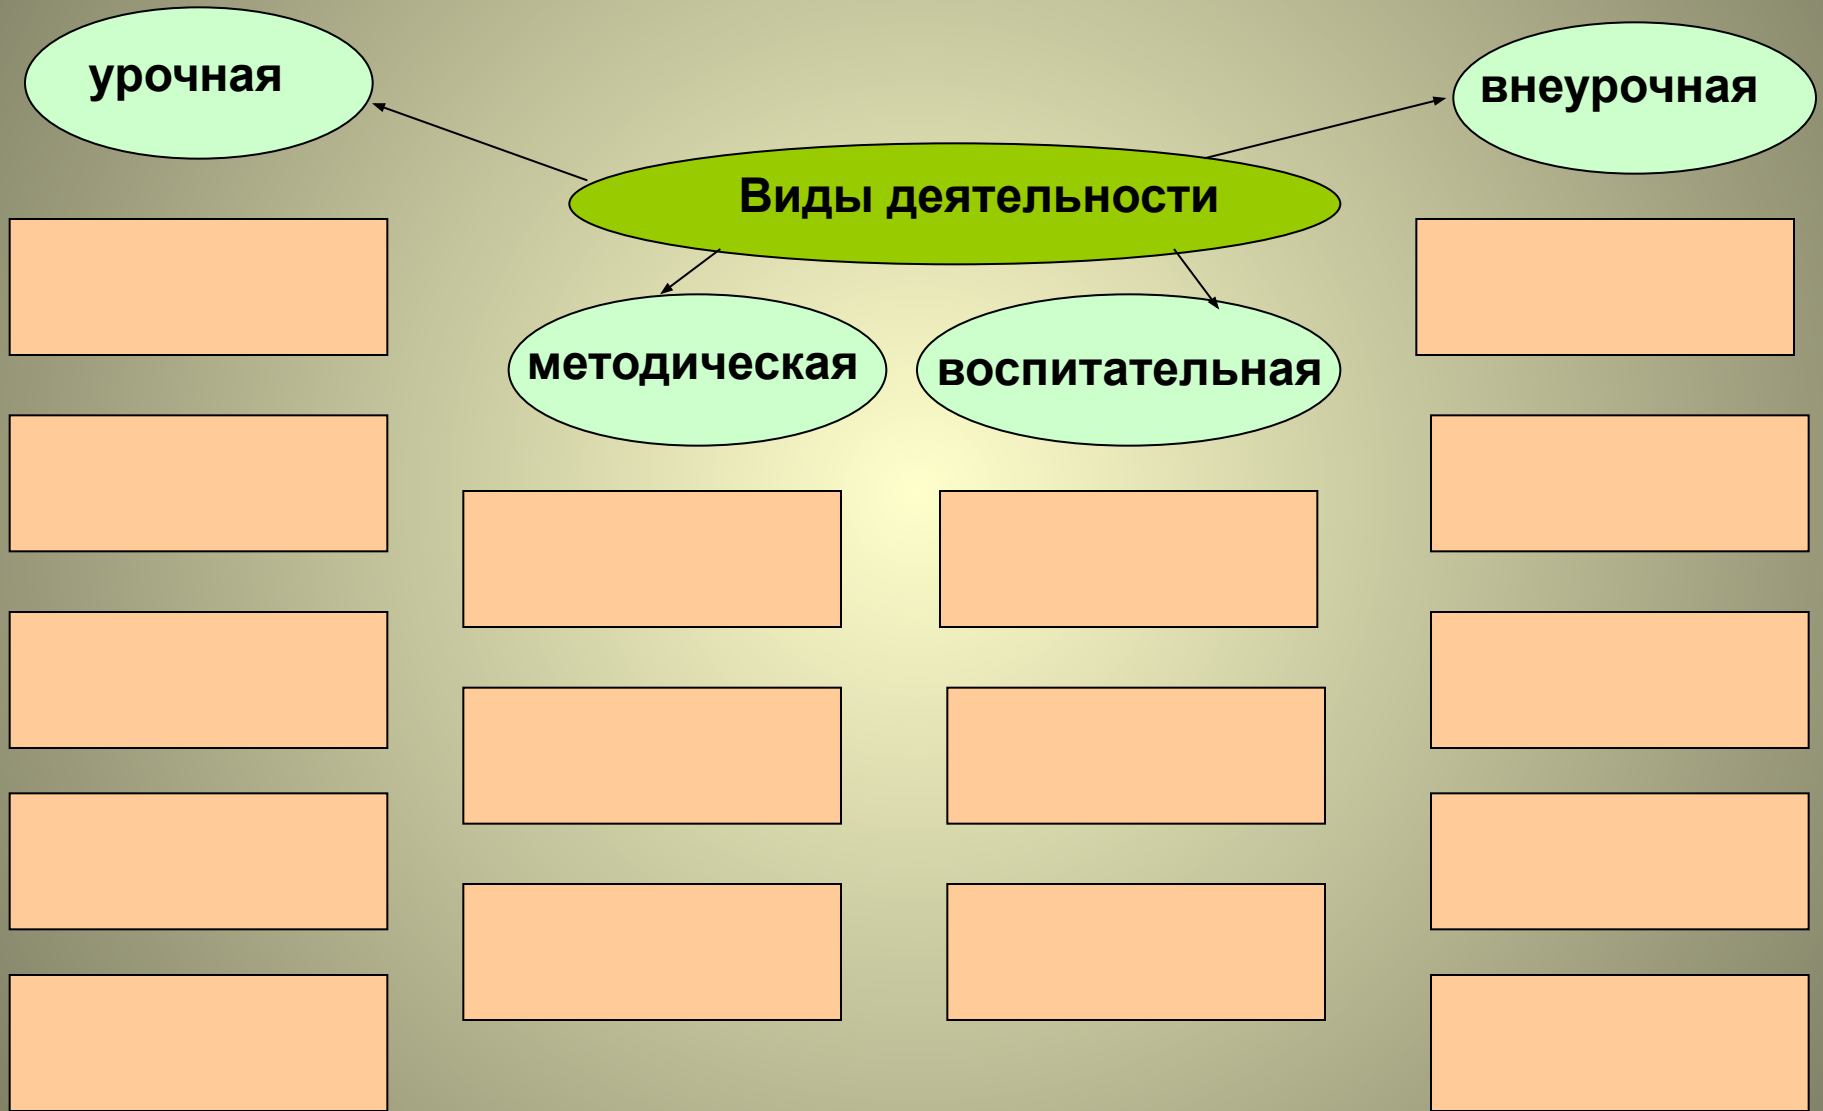 урочная
внеурочная
Виды деятельности
методическая
воспитательная